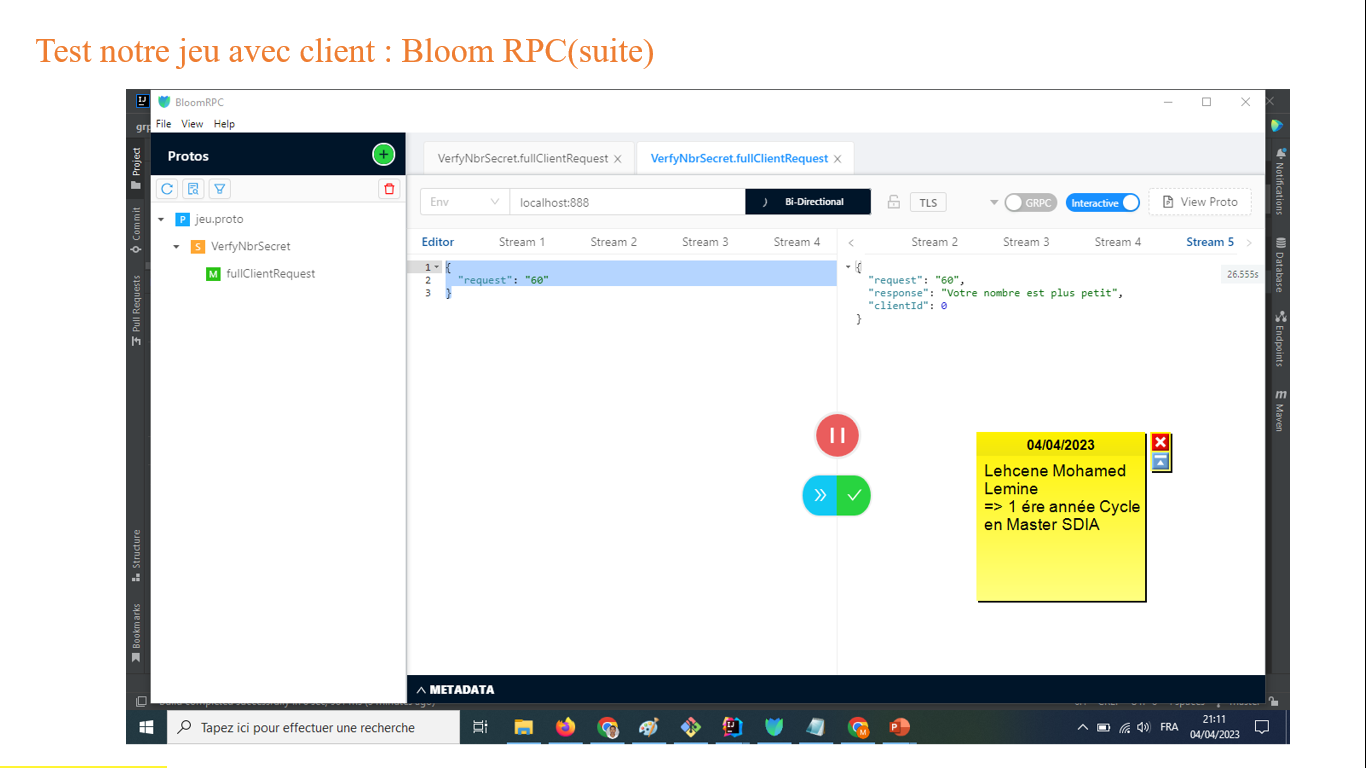 Test notre jeu avec client : Bloom RPC(suite)
BloomRPC
File View Help
grp
Project
Commit
Pull Requests
Structure
Bookmarks
Protos
jeu.proto
VerfyNbrSecret
fullClientRequest
VerfyNbrSecret.fullClientRequest
VerfyNbrSecret.fullClientRequest
Env
localhost:888
Bi-Directional
TLS
GRPC
Interactive
View Proto
Editor Stream 1 Stream 2 Stream 3 Stream 4
1 {
2 "request": "60"
3 }
Stream 2 Stream 3 Stream 4 Stream 5
26.555s
{
"request": "60",
"response": "Votre nombre est plus petit",
"clientId": 0
}
04/04/2023
Lehcene Mohamed
Lemine
=> 1 ére année Cycle
en Master SDIA
METADATA
Notifications
Database
Endpoints
Maven
Tapez ici pour effectuer une recherche
FRA
21:11
04/04/2023